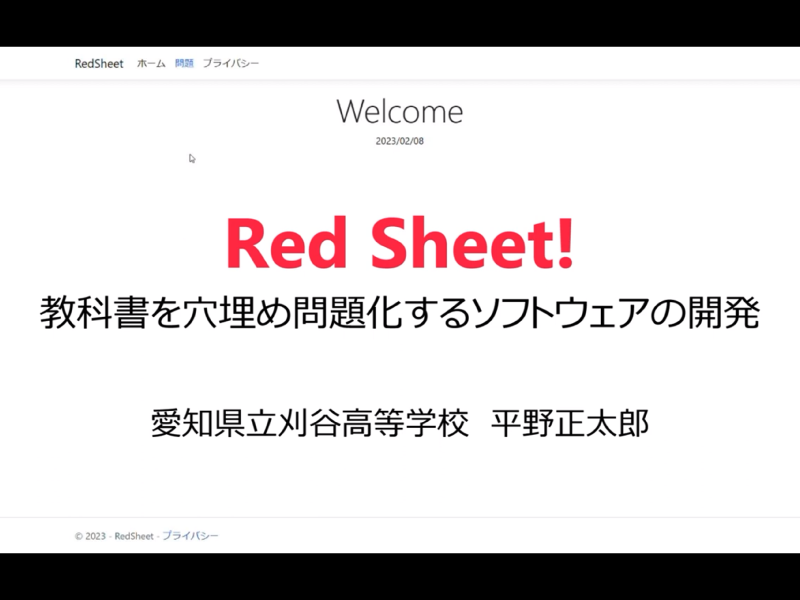 RedSheet ホーム 問題 プライバシー
Welcome
2023/02/08
Red Sheet!
教科書を穴埋め問題化するソフトウェアの開発
愛知県立刈谷高等学校 平野正太郎
© 2023 - RedSheet - プライバシー